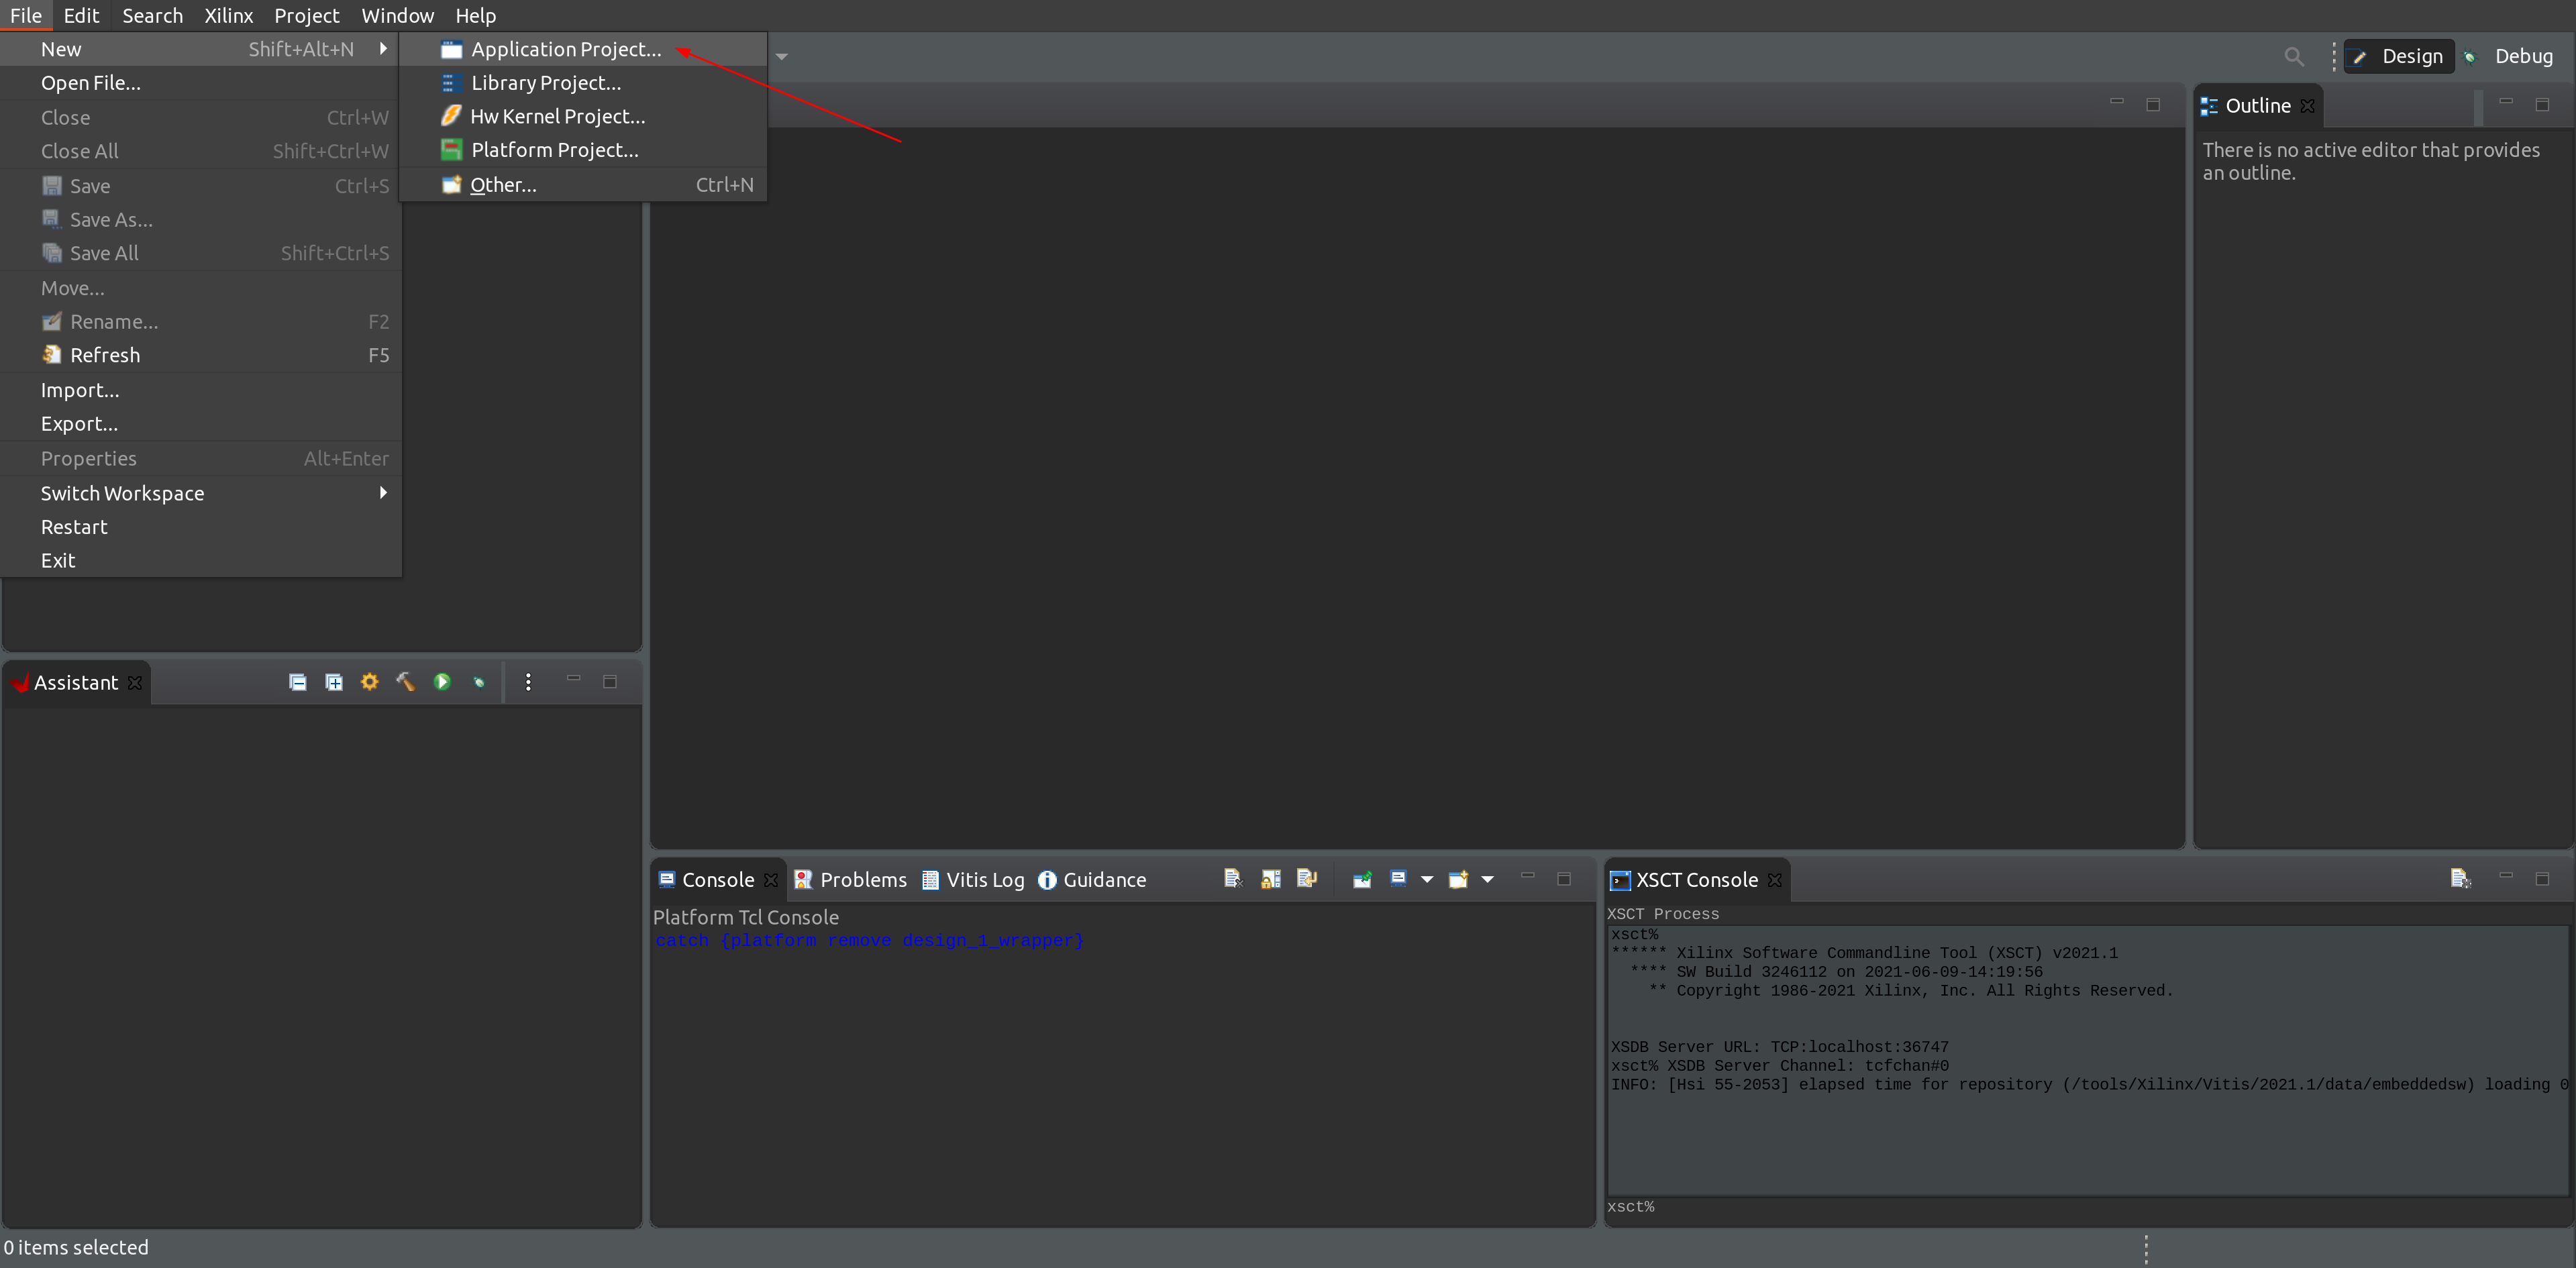 File Edit Search Xilinx Project Window Help
New Shift+Alt+N
Open File...
Close Ctrl+W
Close All Shift+Ctrl+W
Save Ctrl+S
Save As...
Save All Shift+Ctrl+S
Move...
Rename... F2
Refresh F5
Import...
Export...
Properties Alt+Enter
Switch Workspace
Restart
Exit
Application Project...
Library Project...
Hw Kernel Project...
Platform Project...
Other... Ctrl+N
Design Debug
Outline
There is no active editor that provides
an outline.
Assistant
Console Problems Vitis Log Guidance
Platform Tcl Console
catch {platform remove design_1_wrapper}
XSCT Console
XSCT Process
xsct%
****** Xilinx Software Commandline Tool (XSCT) v2021.1
**** SW Build 3246112 on 2021-06-09-14:19:56
** Copyright 1986-2021 Xilinx, Inc. All Rights Reserved.
XSDB Server URL: TCP:localhost:36747
xsct% XSDB Server Channel: tcfchan#0
INFO: [Hsi 55-2053] elapsed time for repository (/tools/Xilinx/Vitis/2021.1/data/embeddedsw) loading 0
xsct%
0 items selected